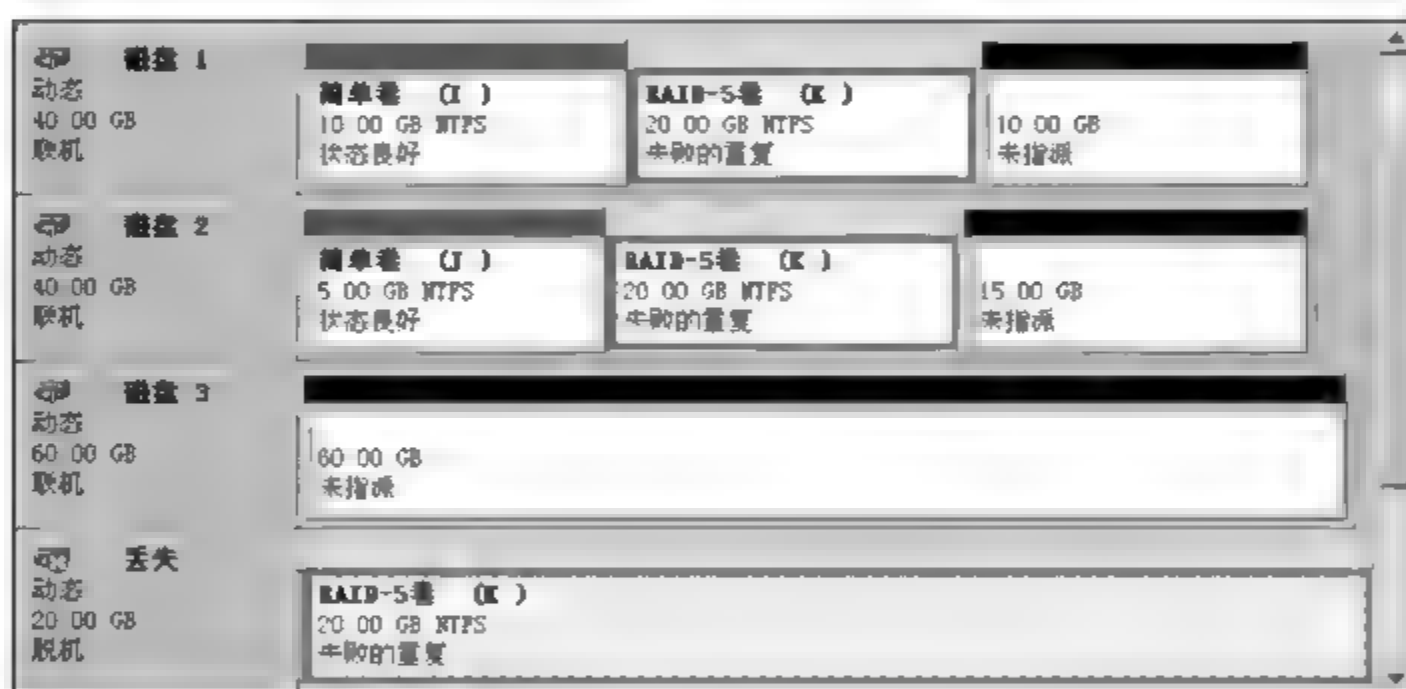 磁盘 1
动态
40.00 GB
联机
简单卷 (I:)
10.00 GB NTFS
状态良好
RAID-5卷 (K:)
20.00 GB NTFS
失败的重复
10.00 GB
未指派
磁盘 2
动态
40.00 GB
联机
简单卷 (J:)
5.00 GB NTFS
状态良好
RAID-5卷 (K:)
20.00 GB NTFS
失败的重复
15.00 GB
未指派
磁盘 3
动态
60.00 GB
联机
60.00 GB
未指派
丢失
动态
20.00 GB
脱机
RAID-5卷 (K:)
20.00 GB NTFS
失败的重复